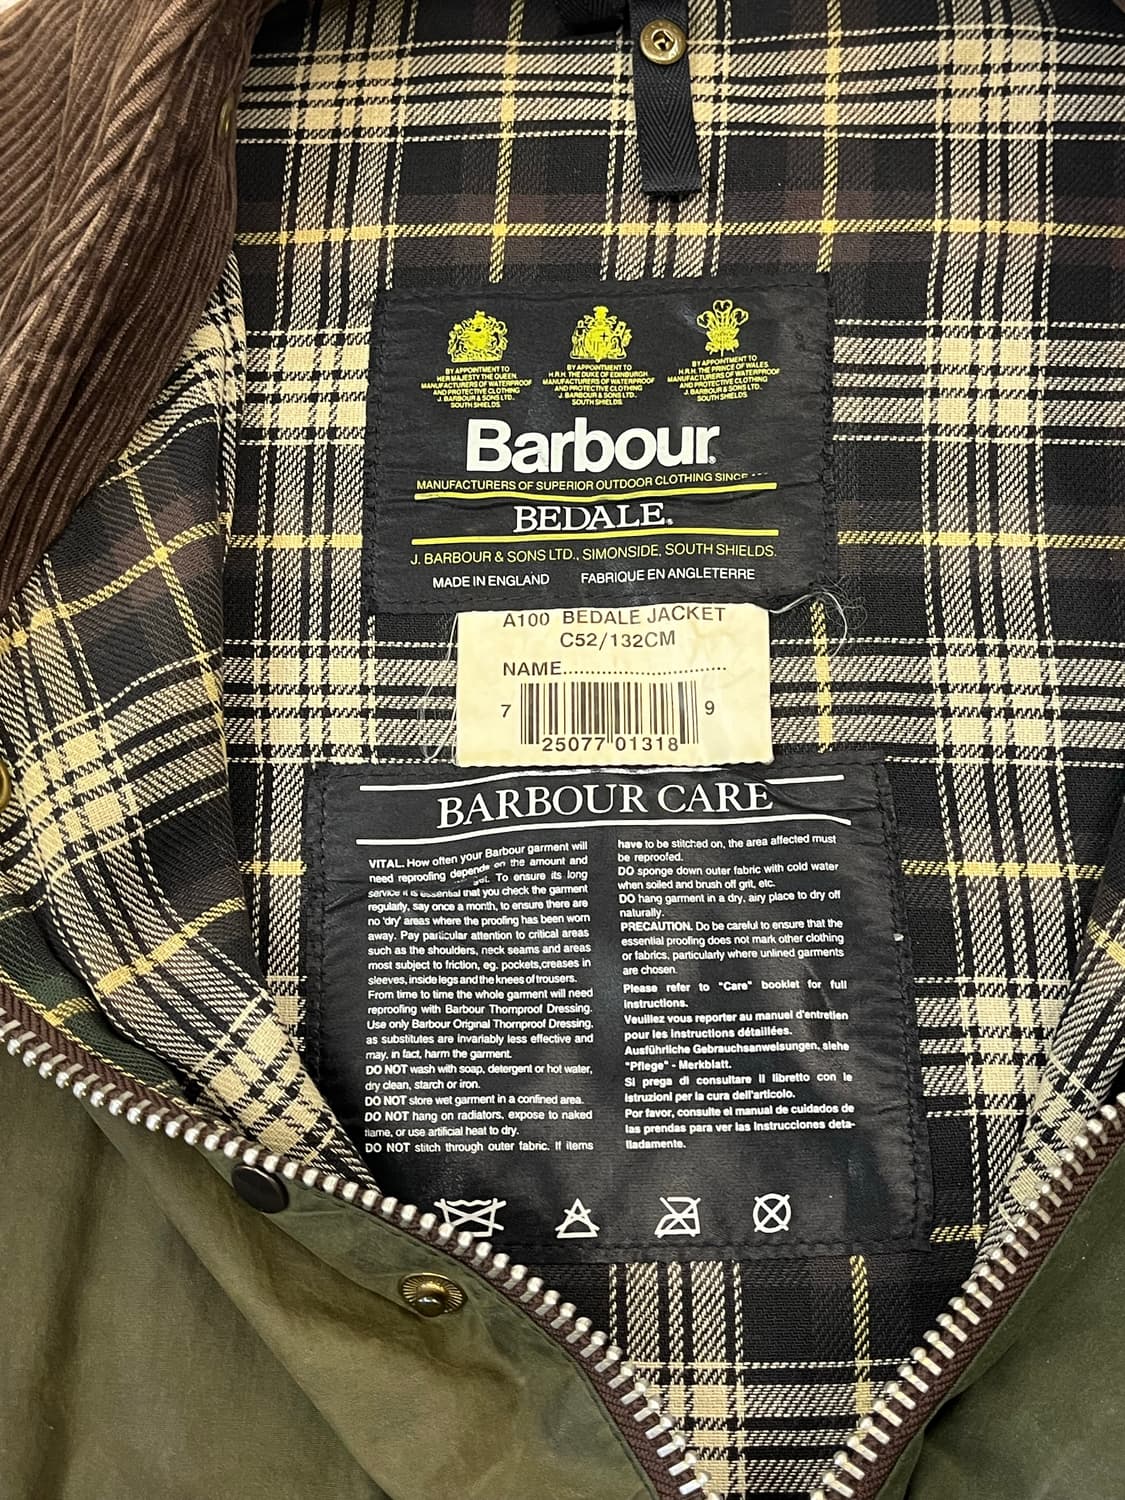 BY APPOINTMENT TO
HER MAJESTY THE QUEEN
MANUFACTURERS OF WATERPROOF
AND PROTECTIVE CLOTHING
J. BARBOUR & SONS LTD.,
SOUTH SHIELDS.
BY APPOINTMENT TO
H.R.H. THE DUKE OF EDINBURGH
MANUFACTURERS OF WATERPROOF
AND PROTECTIVE CLOTHING
J. BARBOUR & SONS LTD.,
SOUTH SHIELDS.
BY APPOINTMENT TO
H.R.H. THE PRINCE OF WALES
MANUFACTURERS OF WATERPROOF
AND PROTECTIVE CLOTHING
J. BARBOUR & SONS LTD.,
SOUTH SHIELDS.
Barbour®
MANUFACTURERS OF SUPERIOR OUTDOOR CLOTHING SINCE
BEDALE®
J. BARBOUR & SONS LTD., SIMONSIDE, SOUTH SHIELDS.
MADE IN ENGLAND FABRIQUE EN ANGLETERRE
A100 BEDALE JACKET
C52/132CM
NAME............................
7 25077 01318 9
BARBOUR CARE
VITAL. How often your Barbour garment will
need reproofing depends on the amount and
get. To ensure its long
service it is essential that you check the garment
regularly, say once a month, to ensure there are
no 'dry' areas where the proofing has been worn
away. Pay particular attention to critical areas
such as the shoulders, neck seams and areas
most subject to friction, eg. pockets,creases in
sleeves, inside legs and the knees of trousers.
From time to time the whole garment will need
reproofing with Barbour Thornproof Dressing.
Use only Barbour Original Thornproof Dressing,
as substitutes are invariably less effective and
may, in fact, harm the garment.
DO NOT wash with soap, detergent or hot water,
dry clean, starch or iron.
DO NOT store wet garment in a confined area.
DO NOT hang on radiators, expose to naked
flame, or use artificial heat to dry.
DO NOT stitch through outer fabric. If items
have to be stitched on, the area affected must
be reproofed.
DO sponge down outer fabric with cold water
when soiled and brush off grit, etc.
DO hang garment in a dry, airy place to dry off
naturally.
PRECAUTION. Do be careful to ensure that the
essential proofing does not mark other clothing
or fabrics, particularly where unlined garments
are chosen.
Please refer to "Care" booklet for full
instructions.
Veuillez vous reporter au manuel d'entretien
pour les instructions détaillées.
Ausführliche Gebrauchsanweisungen, siehe
"Pflege" - Merkblatt.
Si prega di consultare il libretto con le
istruzioni per la cura dell'articolo.
Por favor, consulte el manual de cuidados de
las prendas para ver las instrucciones deta-
lladamente.